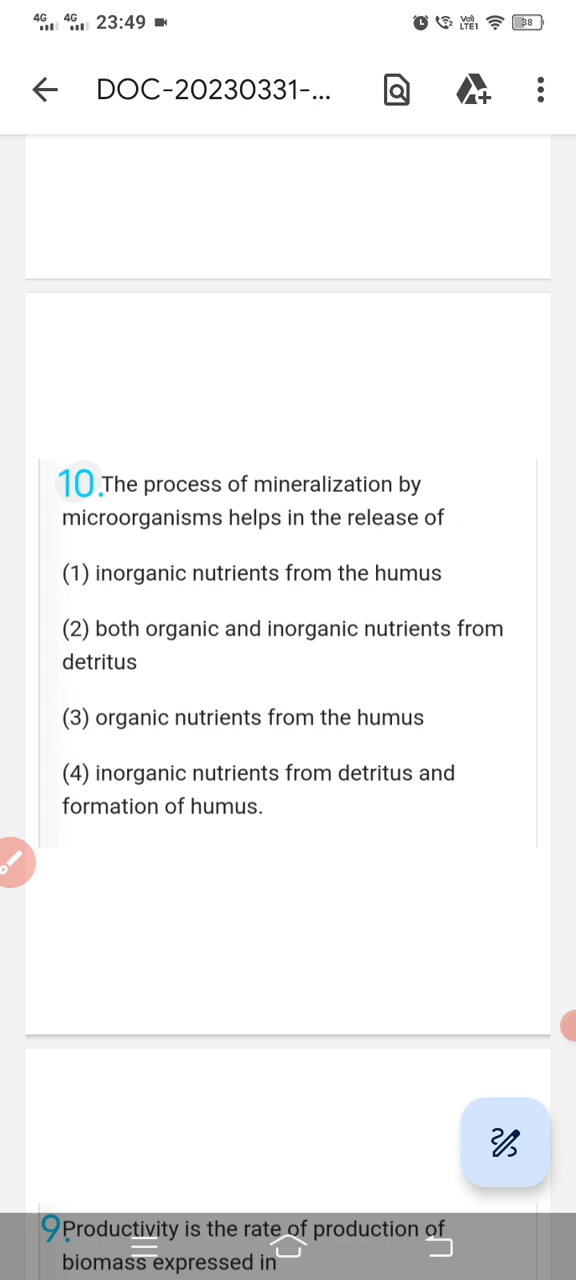 4G 4G 23:49 Vo) LTE1 38
DOC-20230331-...
10.The process of mineralization by
microorganisms helps in the release of
(1) inorganic nutrients from the humus
(2) both organic and inorganic nutrients from
detritus
(3) organic nutrients from the humus
(4) inorganic nutrients from detritus and
formation of humus.
9.Productivity is the rate of production of
biomass expressed in